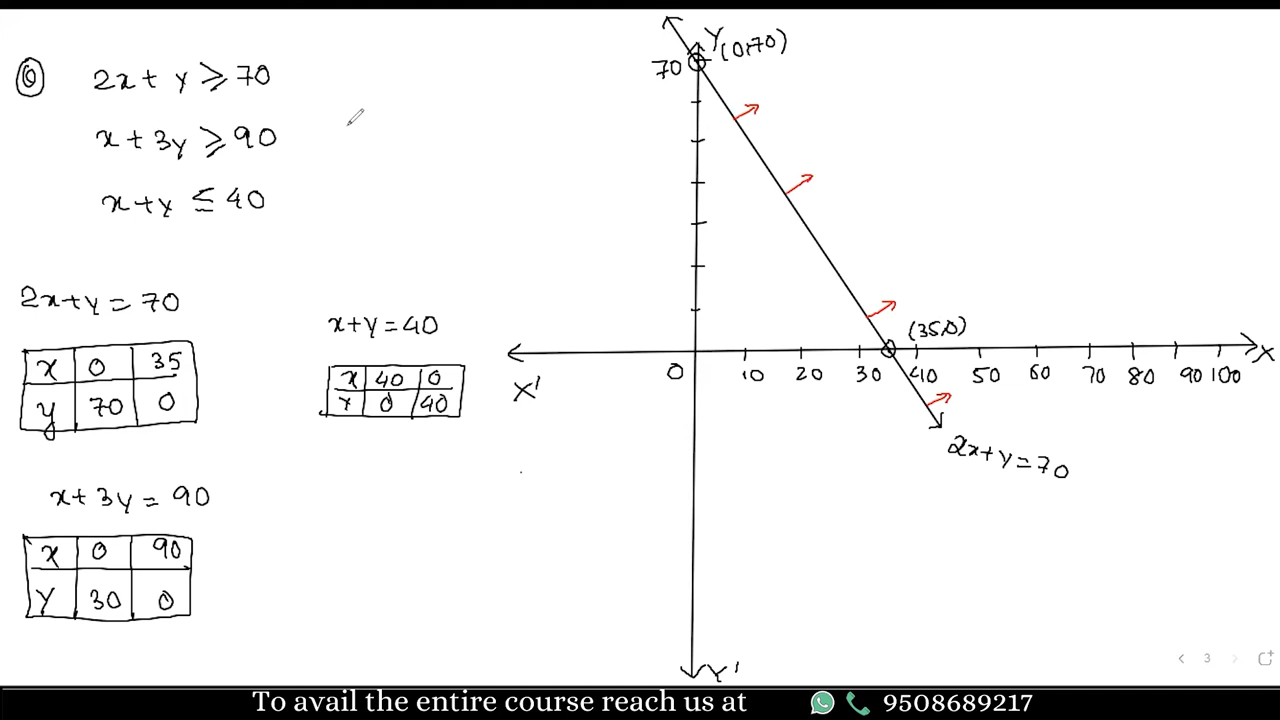 2x + y ≥ 70
x + 3y ≥ 90
x + y ≤ 40
2x + y = 70
x 0 35
y 70 0
x + y = 40
x 40 0
Y 0 40
x + 3y = 90
x 0 90
Y 30 0
Y (0,70)
70
(35,0)
X' 0 10 20 30 40 50 60 70 80 90 100 X
2x + y = 70
Y'
3
To avail the entire course reach us at 9508689217